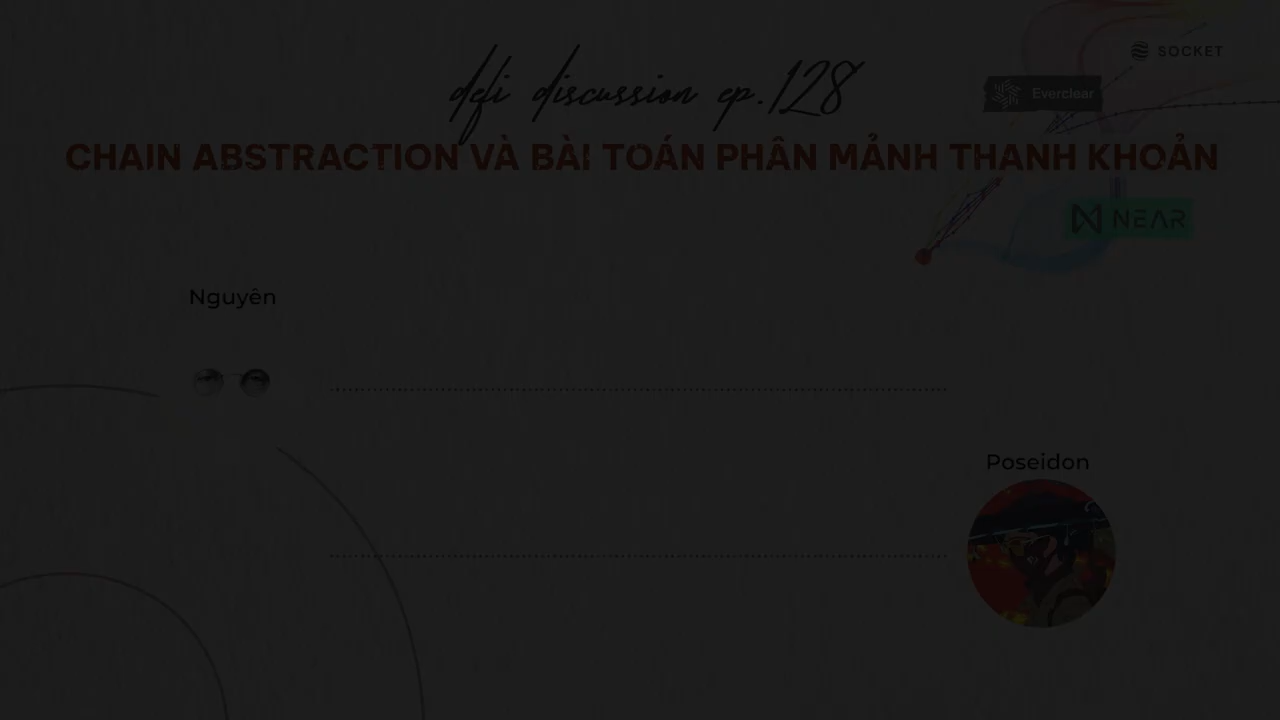 defi discussion ep.128
SOCKET
Everclear
CHAIN ABSTRACTION VÀ BÀI TOÁN PHÂN MẢNH THANH KHOẢN
NEAR
Nguyên
Poseidon